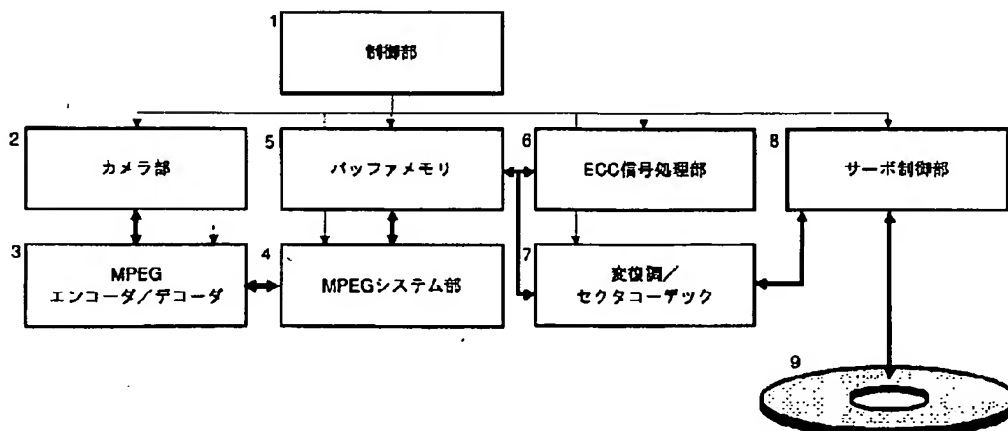 1
制御部
2
カメラ部
5
バッファメモリ
6
ECC信号処理部
8
サーボ制御部
3
MPEG
エンコーダ/デコーダ
4
MPEGシステム部
7
変復調/
セクタコーデック
9